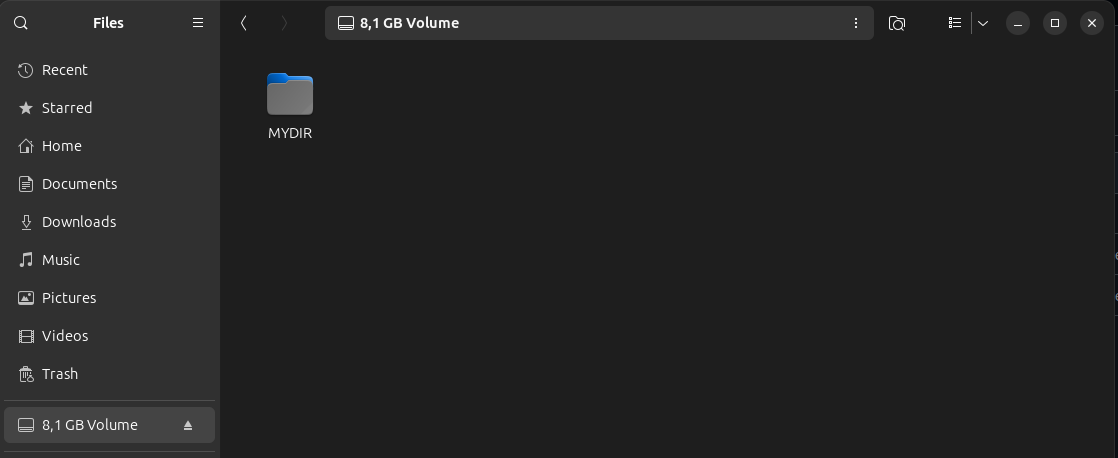 Files
8,1 GB Volume
Recent
Starred
Home
Documents
Downloads
Music
Pictures
Videos
Trash
8,1 GB Volume
MYDIR